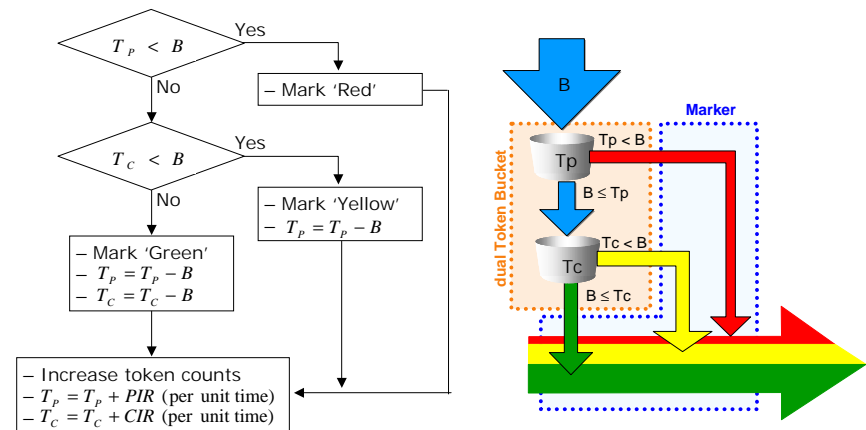 T_P < B
Yes
No
– Mark ‘Red’
T_C < B
Yes
No
– Mark ‘Yellow’
– T_P = T_P – B
– Mark ‘Green’
– T_P = T_P – B
– T_C = T_C – B
– Increase token counts
– T_P = T_P + PIR (per unit time)
– T_C = T_C + CIR (per unit time)
B
Marker
dual Token Bucket
Tp < B
Tp
B ≤ Tp
Tc < B
Tc
B ≤ Tc